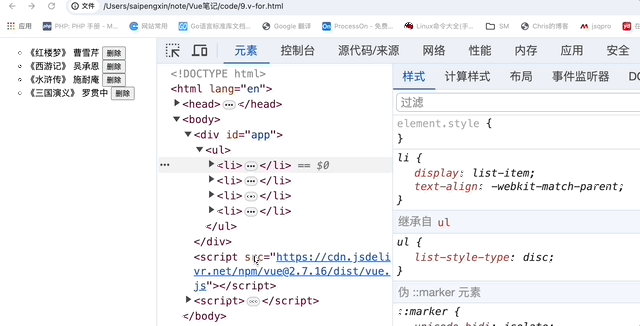 文件 /Users/saipengxin/note/Vue笔记/code/9.v-for.html
应用 PHP: PHP 手册 - M... 网站常用 Go语言标准库文档... Google 翻译 ProcessOn - 免费... Linux命令大全(手... SH Chris的博客 jsqpro
《红楼梦》 曹雪芹 删除
《西游记》 吴承恩 删除
《水浒传》 施耐庵 删除
《三国演义》 罗贯中 删除
元素 控制台 源代码/来源 网络 性能 内存 应用 安全
<!DOCTYPE html>
<html lang="en">
<head> ••• </head>
<body>
<div id="app">
<ul>
••• <li> ••• </li> == $0
<li> ••• </li>
<li> ••• </li>
<li> ••• </li>
</ul>
</div>
<script src="https://cdn.jsdeli
vr.net/npm/vue@2.7.16/dist/vue.
js"></script>
<script> ••• </script>
</body>
样式 计算样式 布局 事件监听器 DO
过滤
element.style {
}
li {
display: list-item;
text-align: -webkit-match-parent;
}
继承自 ul
ul {
list-style-type: disc;
}
伪 ::marker 元素
::marker {
unicode-bidi: isolate;